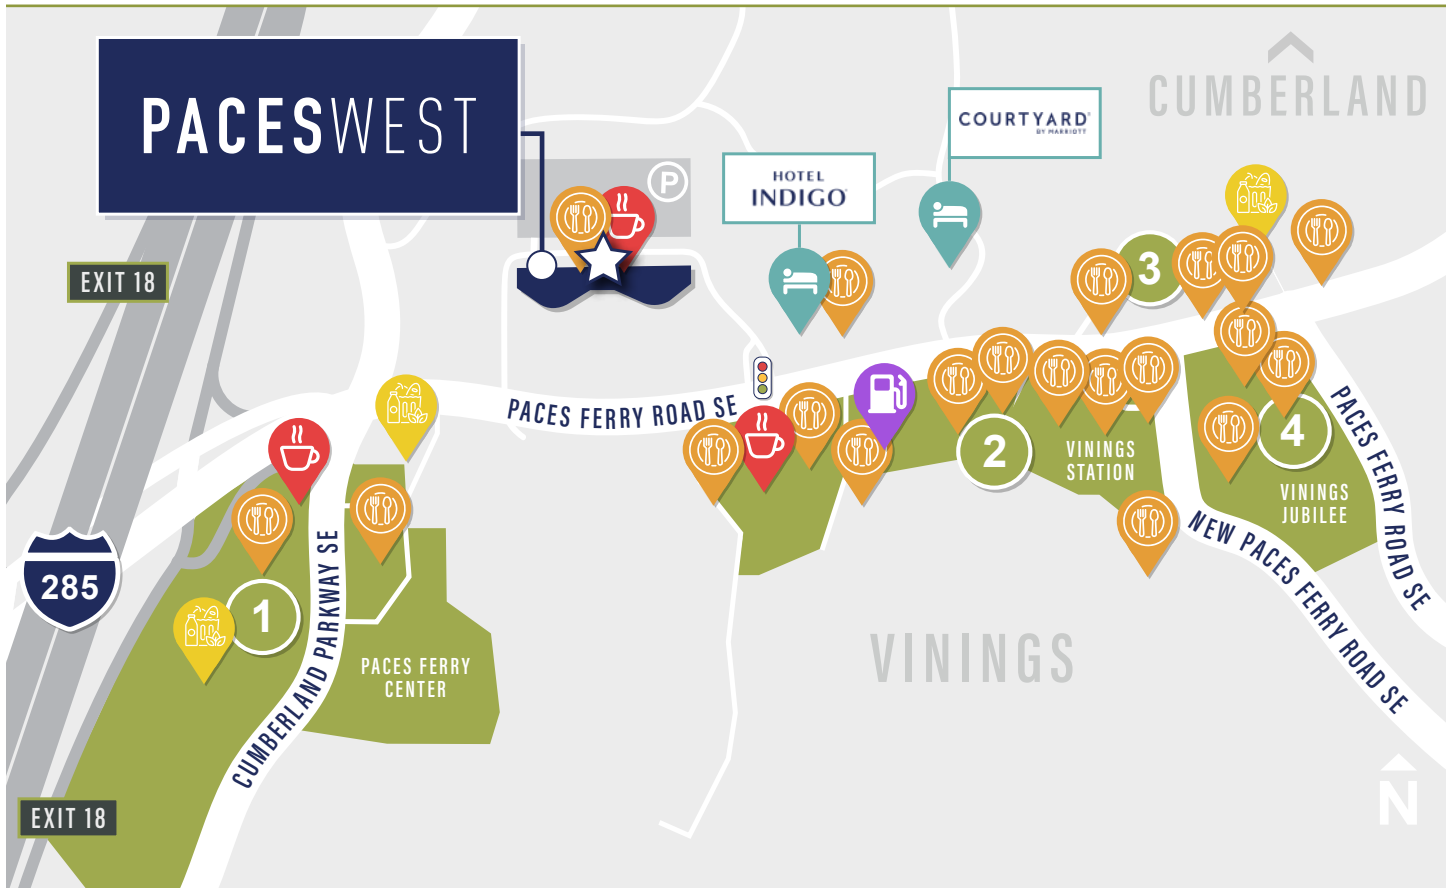 PACESWEST
CUMBERLAND
COURTYARD
BY MARRIOTT
HOTEL
INDIGO
P
EXIT 18
3
PACES FERRY ROAD SE
2
VININGS
STATION
4
VININGS
JUBILEE
PACES FERRY ROAD SE
NEW PACES FERRY ROAD SE
285
1
CUMBERLAND PARKWAY SE
PACES FERRY
CENTER
VININGS
EXIT 18
N